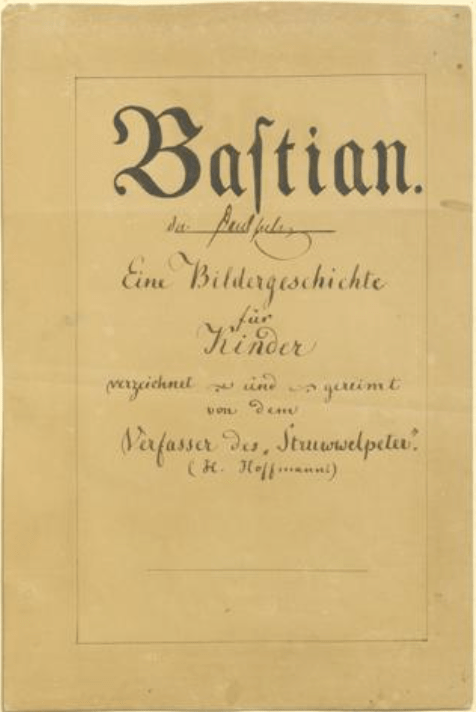 Bastian.
der Faulpelz
Eine Bildergeschichte
für
Kinder
verzeichnet und gereimt
von dem
Verfasser des „Struwwelpeter“.
(H. Hoffmann)